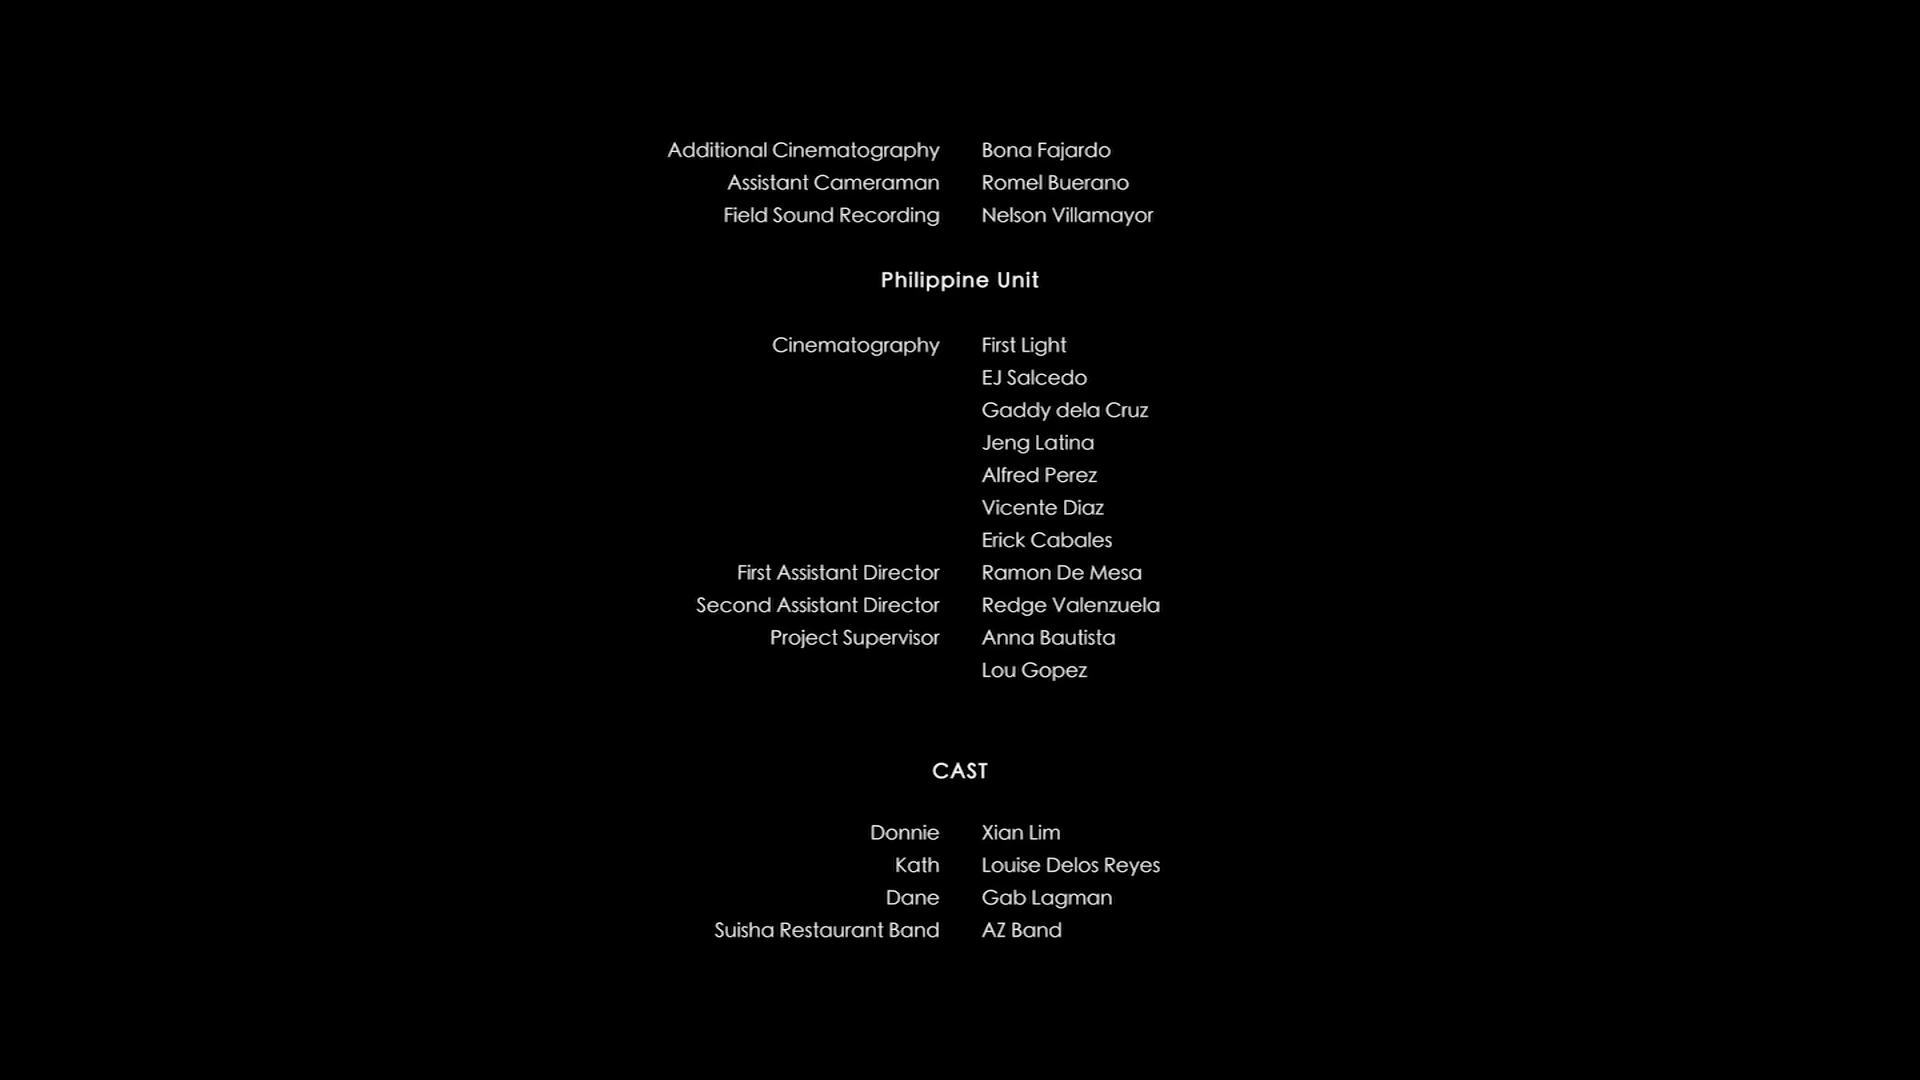 Additional Cinematography Bona Fajardo
Assistant Cameraman Romel Buerano
Field Sound Recording Nelson Villamayor
Philippine Unit
Cinematography First Light
EJ Salcedo
Gaddy dela Cruz
Jeng Latina
Alfred Perez
Vicente Diaz
Erick Cabales
First Assistant Director Ramon De Mesa
Second Assistant Director Redge Valenzuela
Project Supervisor Anna Bautista
Lou Gopez
CAST
Donnie Xian Lim
Kath Louise Delos Reyes
Dane Gab Lagman
Suisha Restaurant Band AZ Band